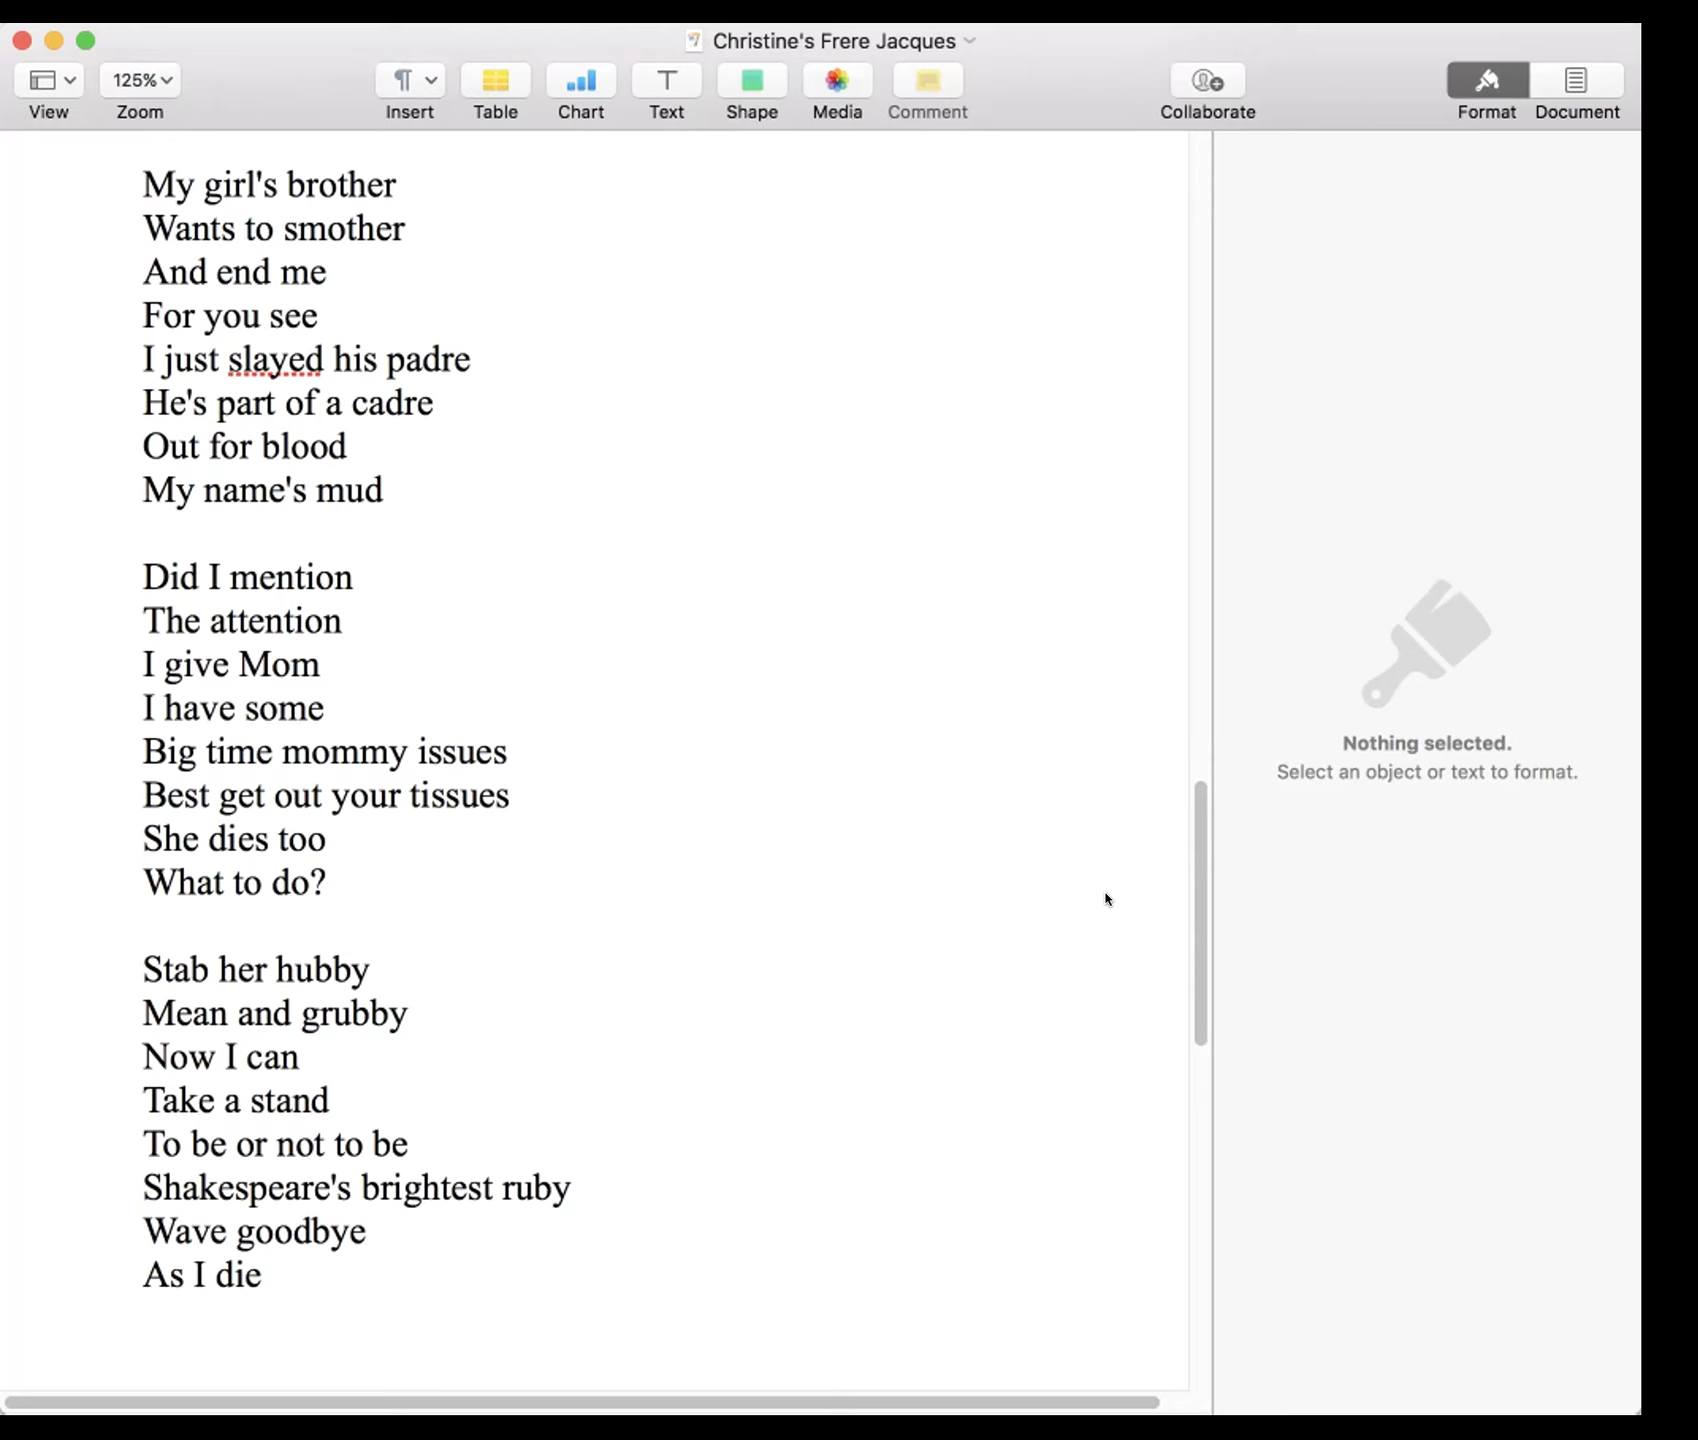 Christine's Frere Jacques
125%
View
Zoom
Insert
Table
Chart
Text
Shape
Media
Comment
Collaborate
Format
Document
My girl's brother
Wants to smother
And end me
For you see
I just slayed his padre
He's part of a cadre
Out for blood
My name's mud
Did I mention
The attention
I give Mom
I have some
Big time mommy issues
Best get out your tissues
She dies too
What to do?
Stab her hubby
Mean and grubby
Now I can
Take a stand
To be or not to be
Shakespeare's brightest ruby
Wave goodbye
As I die
Nothing selected.
Select an object or text to format.